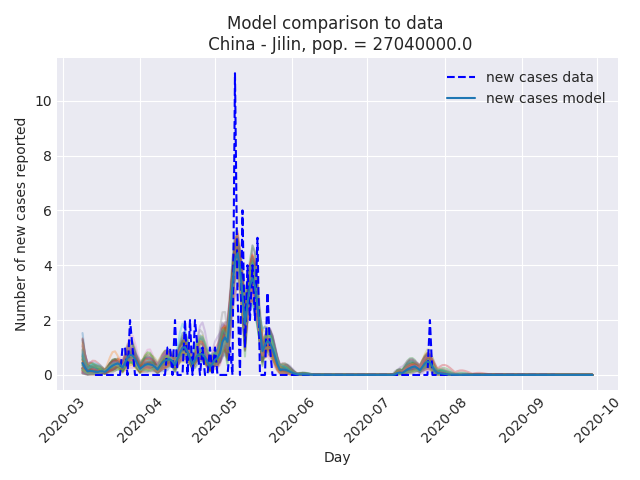 Model comparison to data
China - Jilin, pop. = 27040000.0
new cases data
new cases model
Number of new cases reported
10
8
6
4
2
0
2020-03
2020-04
2020-05
2020-06
2020-07
2020-08
2020-09
2020-10
Day